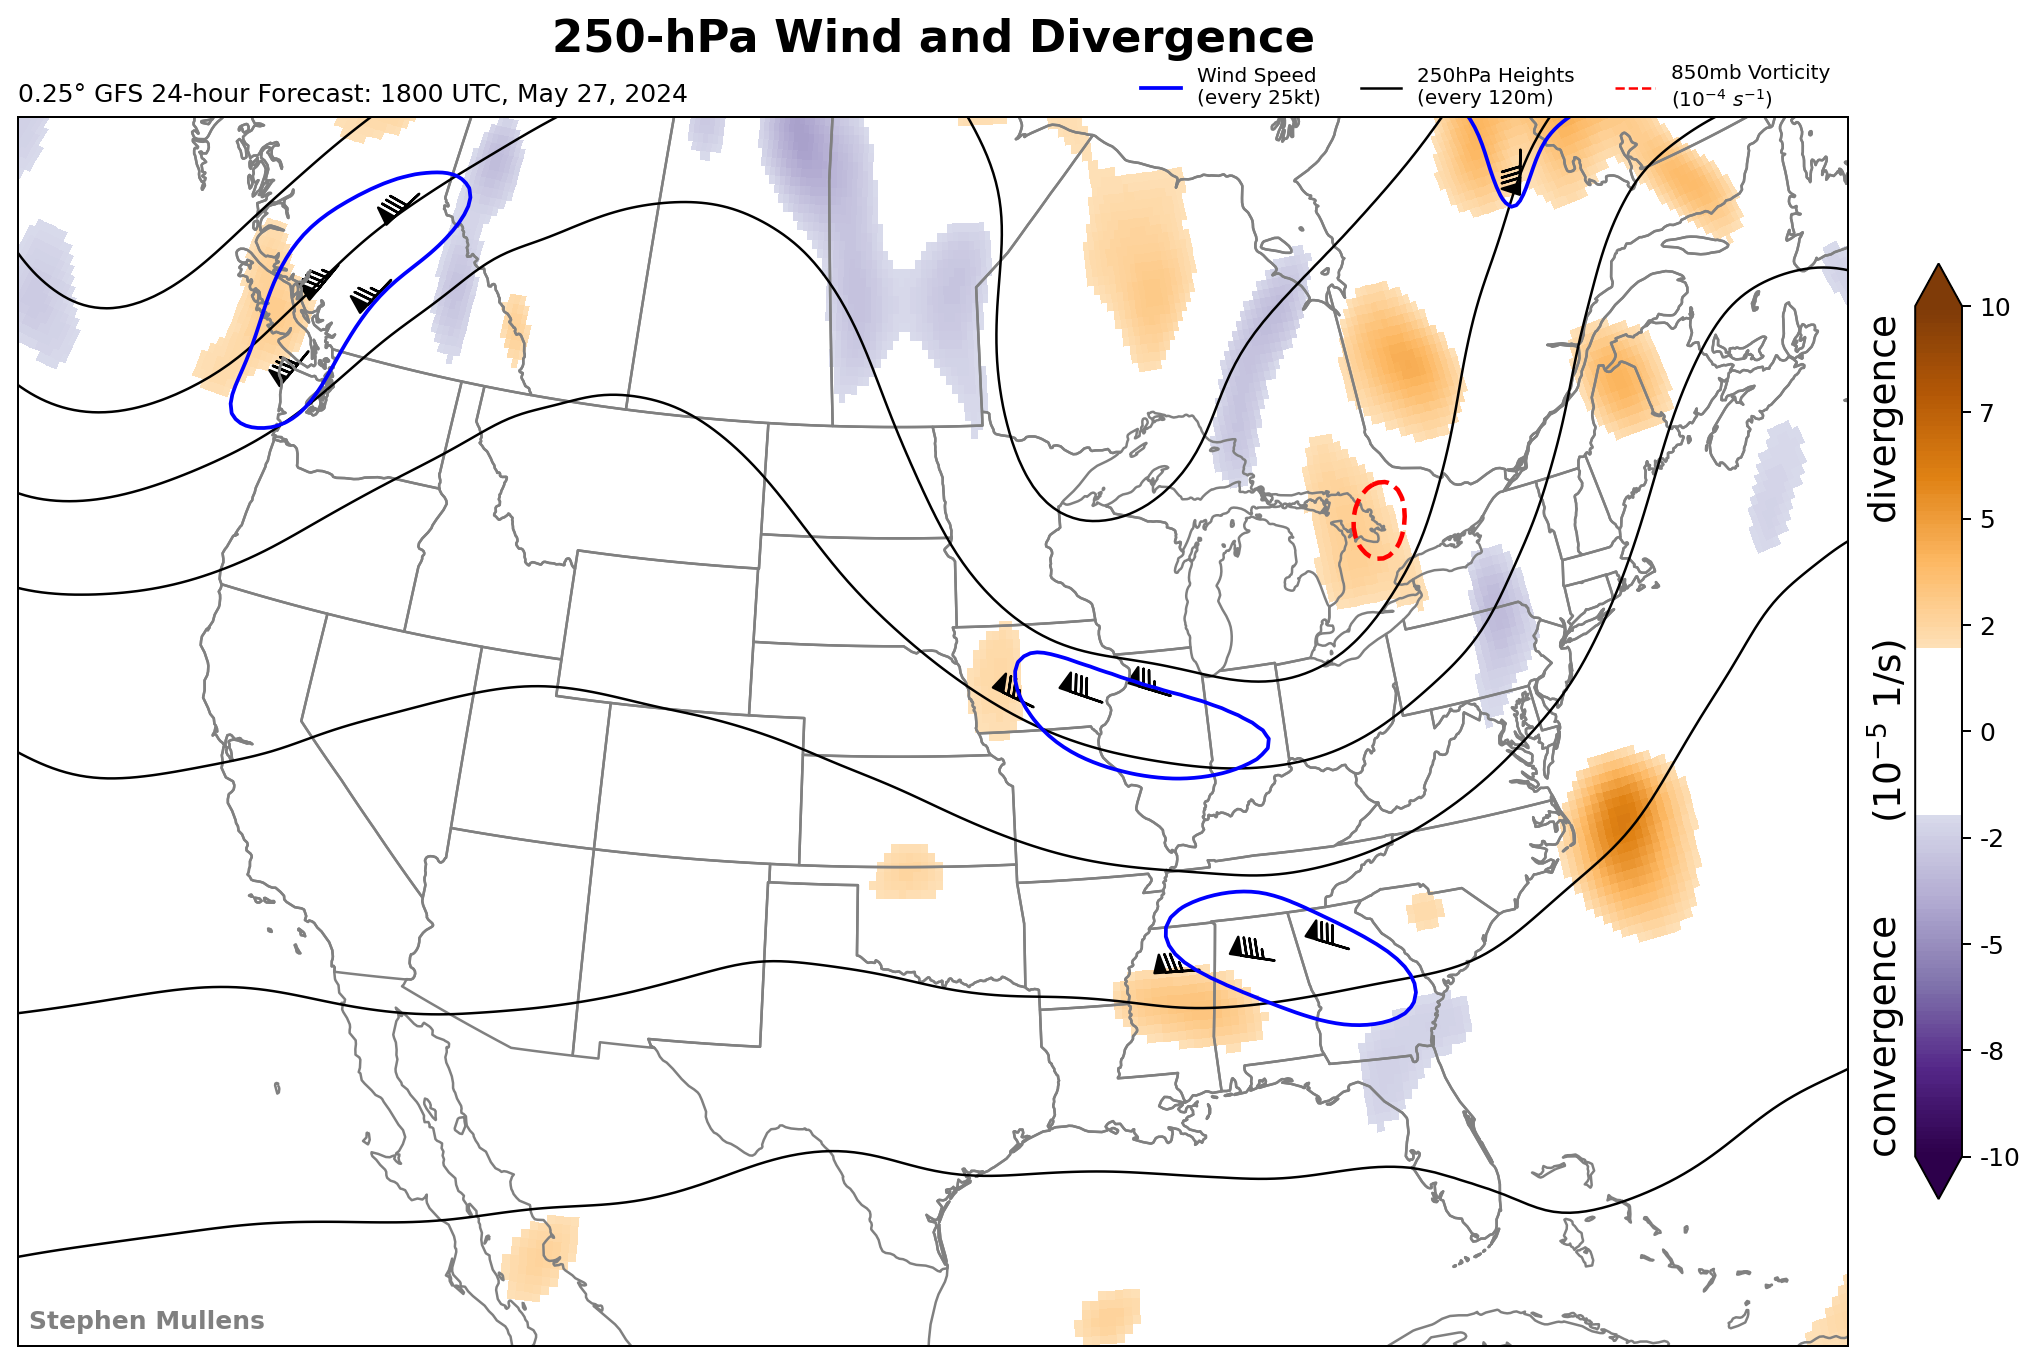 250-hPa Wind and Divergence
0.25° GFS 24-hour Forecast: 1800 UTC, May 27, 2024
Wind Speed
(every 25kt)
250hPa Heights
(every 120m)
850mb Vorticity
(10⁻⁴ s⁻¹)
convergence (10⁻⁵ 1/s) divergence
10
7
5
2
0
-2
-5
-8
-10
Stephen Mullens